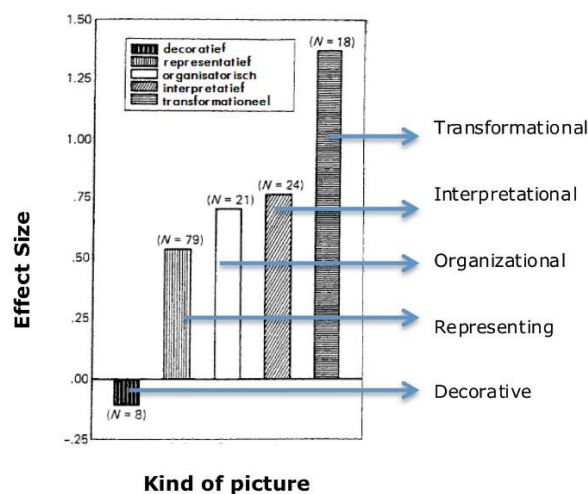 1.50
1.25
1.00
.75
.50
.25
.00
-.25
Effect Size
decoratief
representatief
organisatorisch
interpretatief
transformationeel
(N = 8)
(N = 79)
(N = 21)
(N = 24)
(N = 18)
Transformational
Interpretational
Organizational
Representing
Decorative
Kind of picture